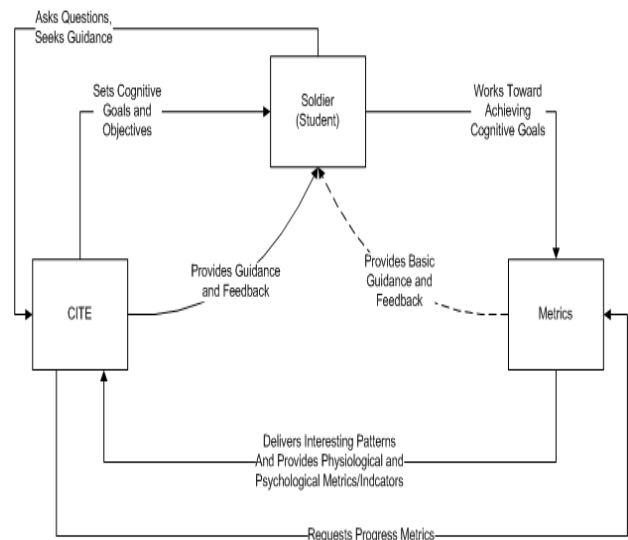 Asks Questions,
Seeks Guidance
Sets Cognitive
Goals and
Objectives
Soldier
(Student)
Works Toward
Achieving
Cognitive Goals
Provides Guidance
and Feedback
Provides Basic
Guidance and
Feedback
CITE
Metrics
Delivers Interesting Patterns
And Provides Physiological and
Psychological Metrics/Indcators
Requests Progress Metrics